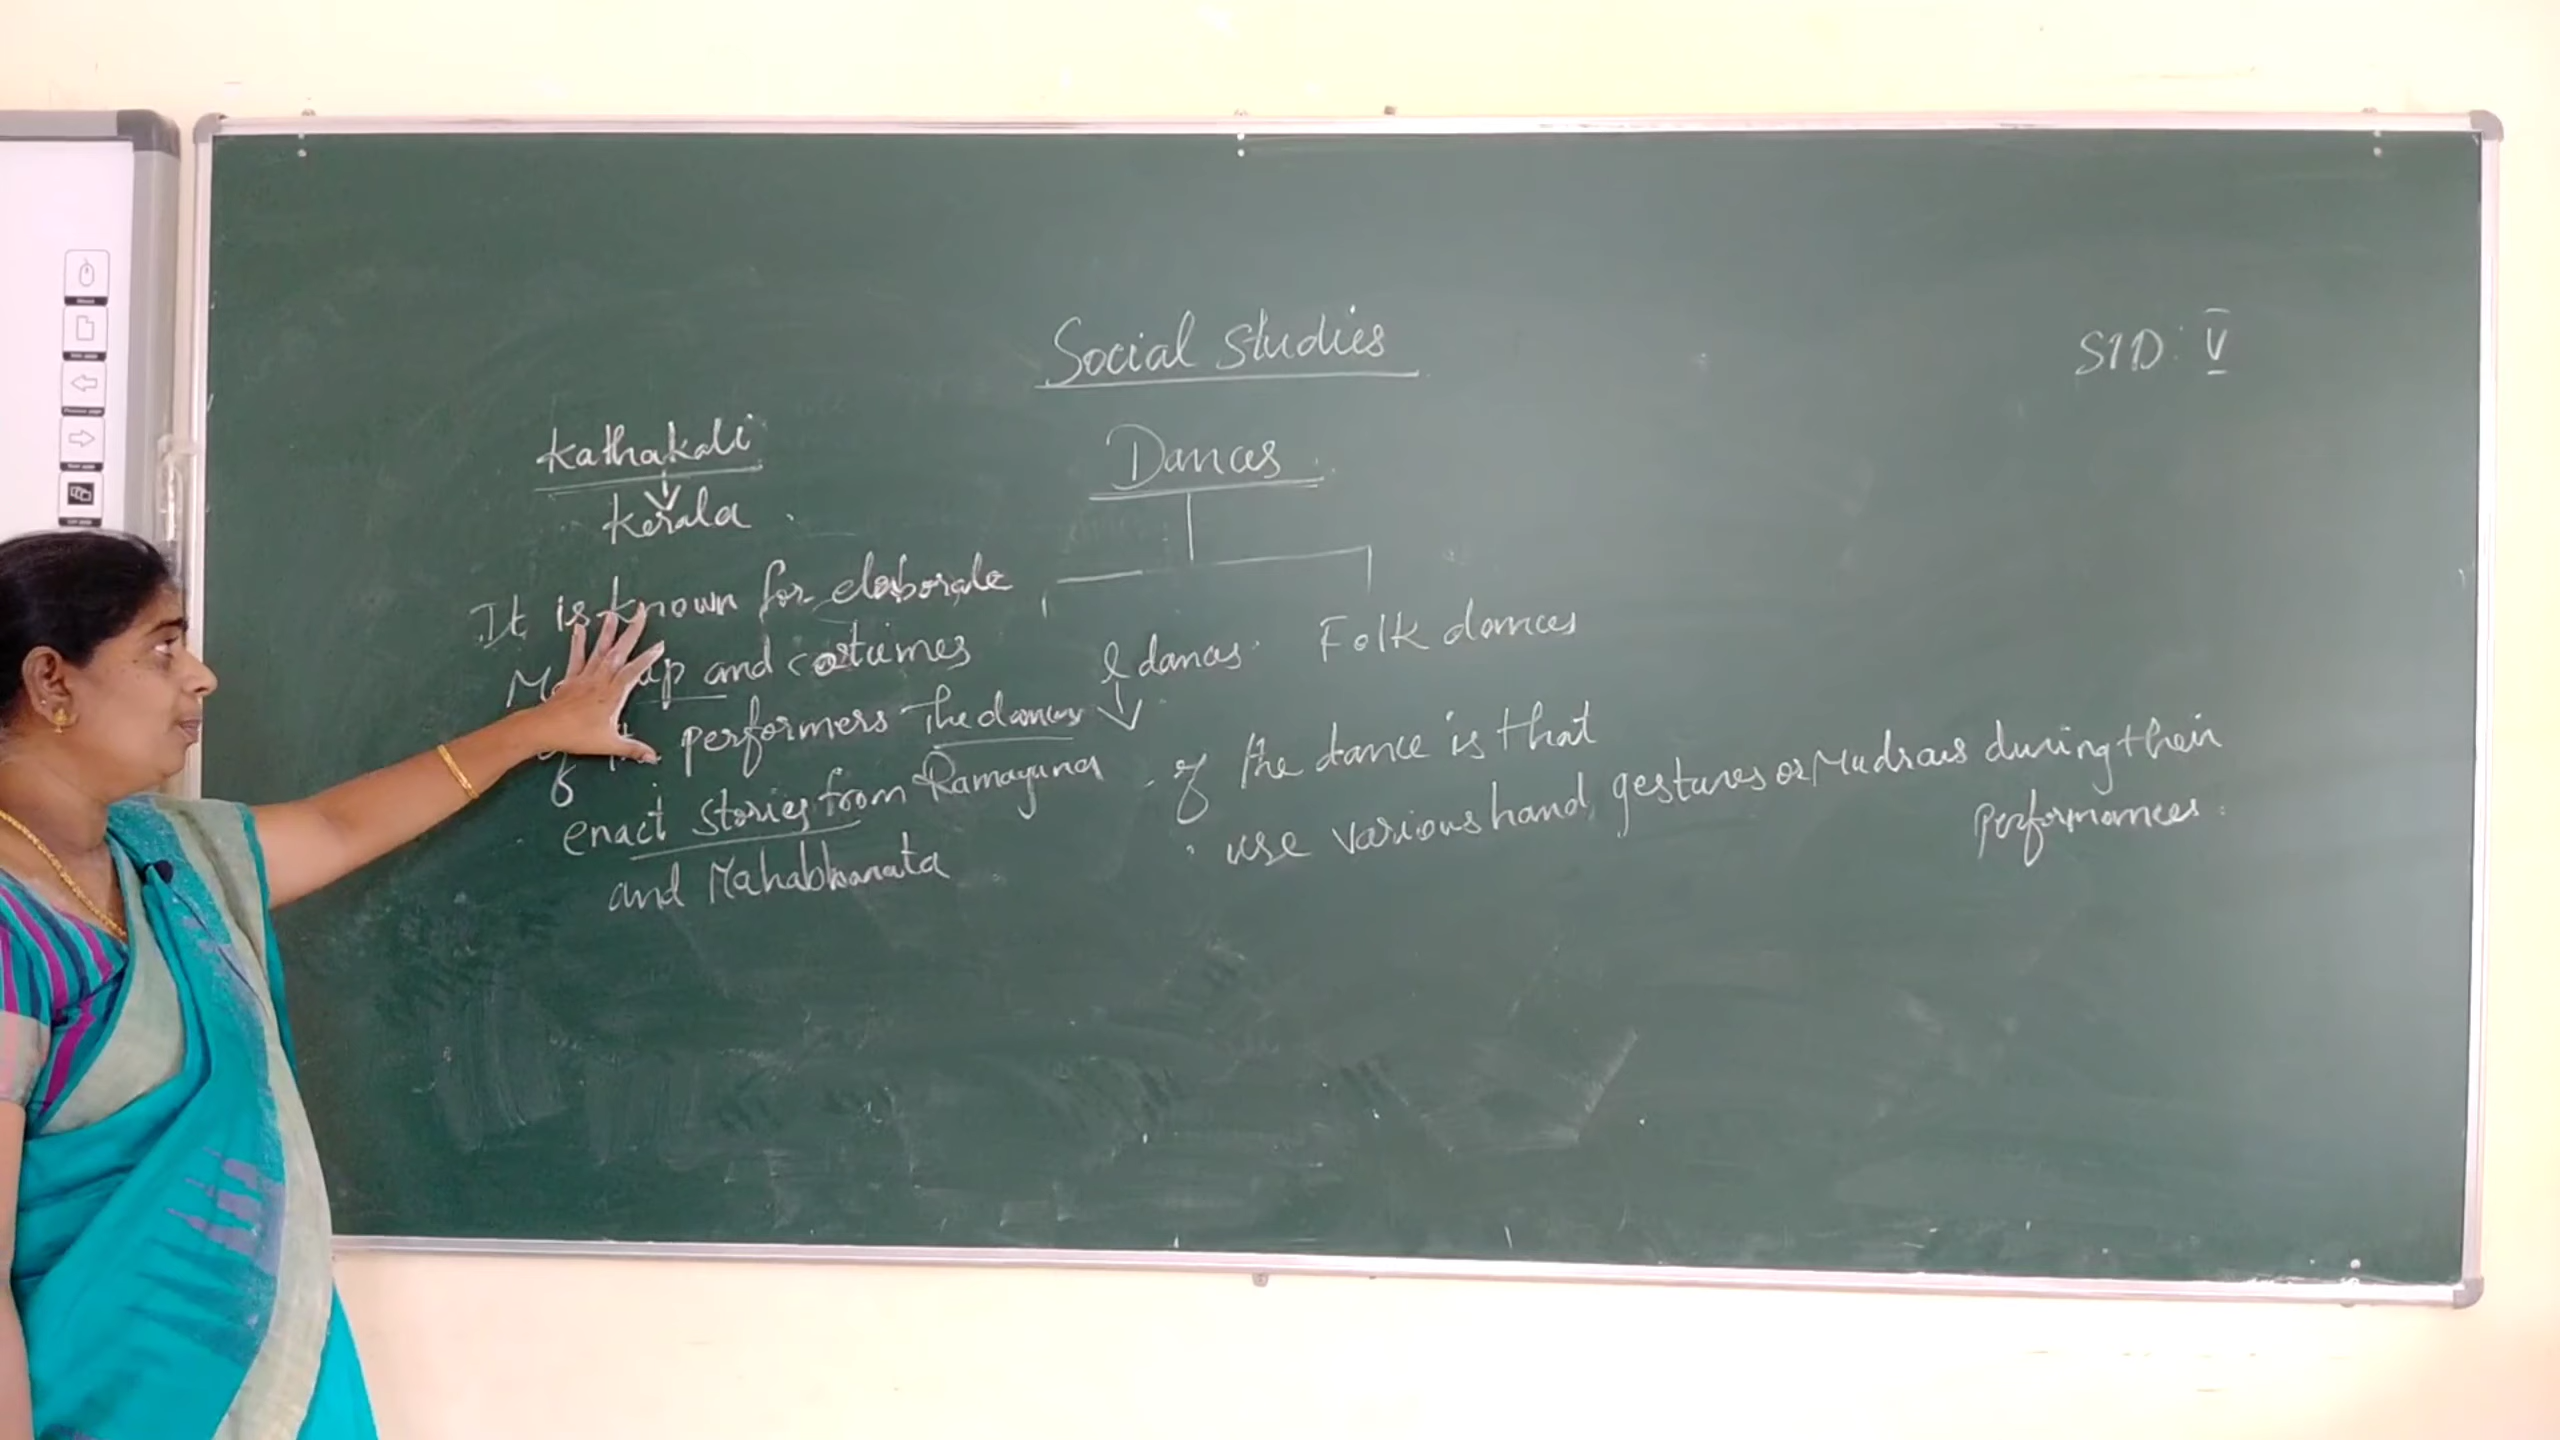 Social Studies
STD: V
Kathakali
Kerala
Dances
It is known for elaborate
up and costumes
l dances. Folk dances
performers The dances
enact stories from Ramayana
and Mahabharata
of the dance is that
use various hand gestures or Mudras during their
performances.